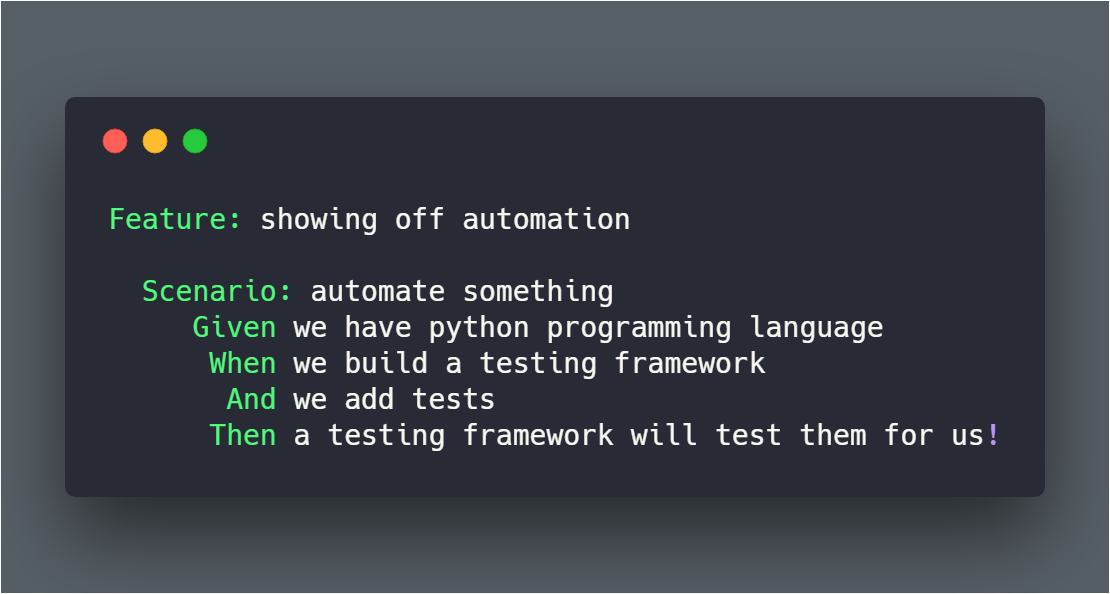 Feature: showing off automation
Scenario: automate something
Given we have python programming language
When we build a testing framework
And we add tests
Then a testing framework will test them for us!